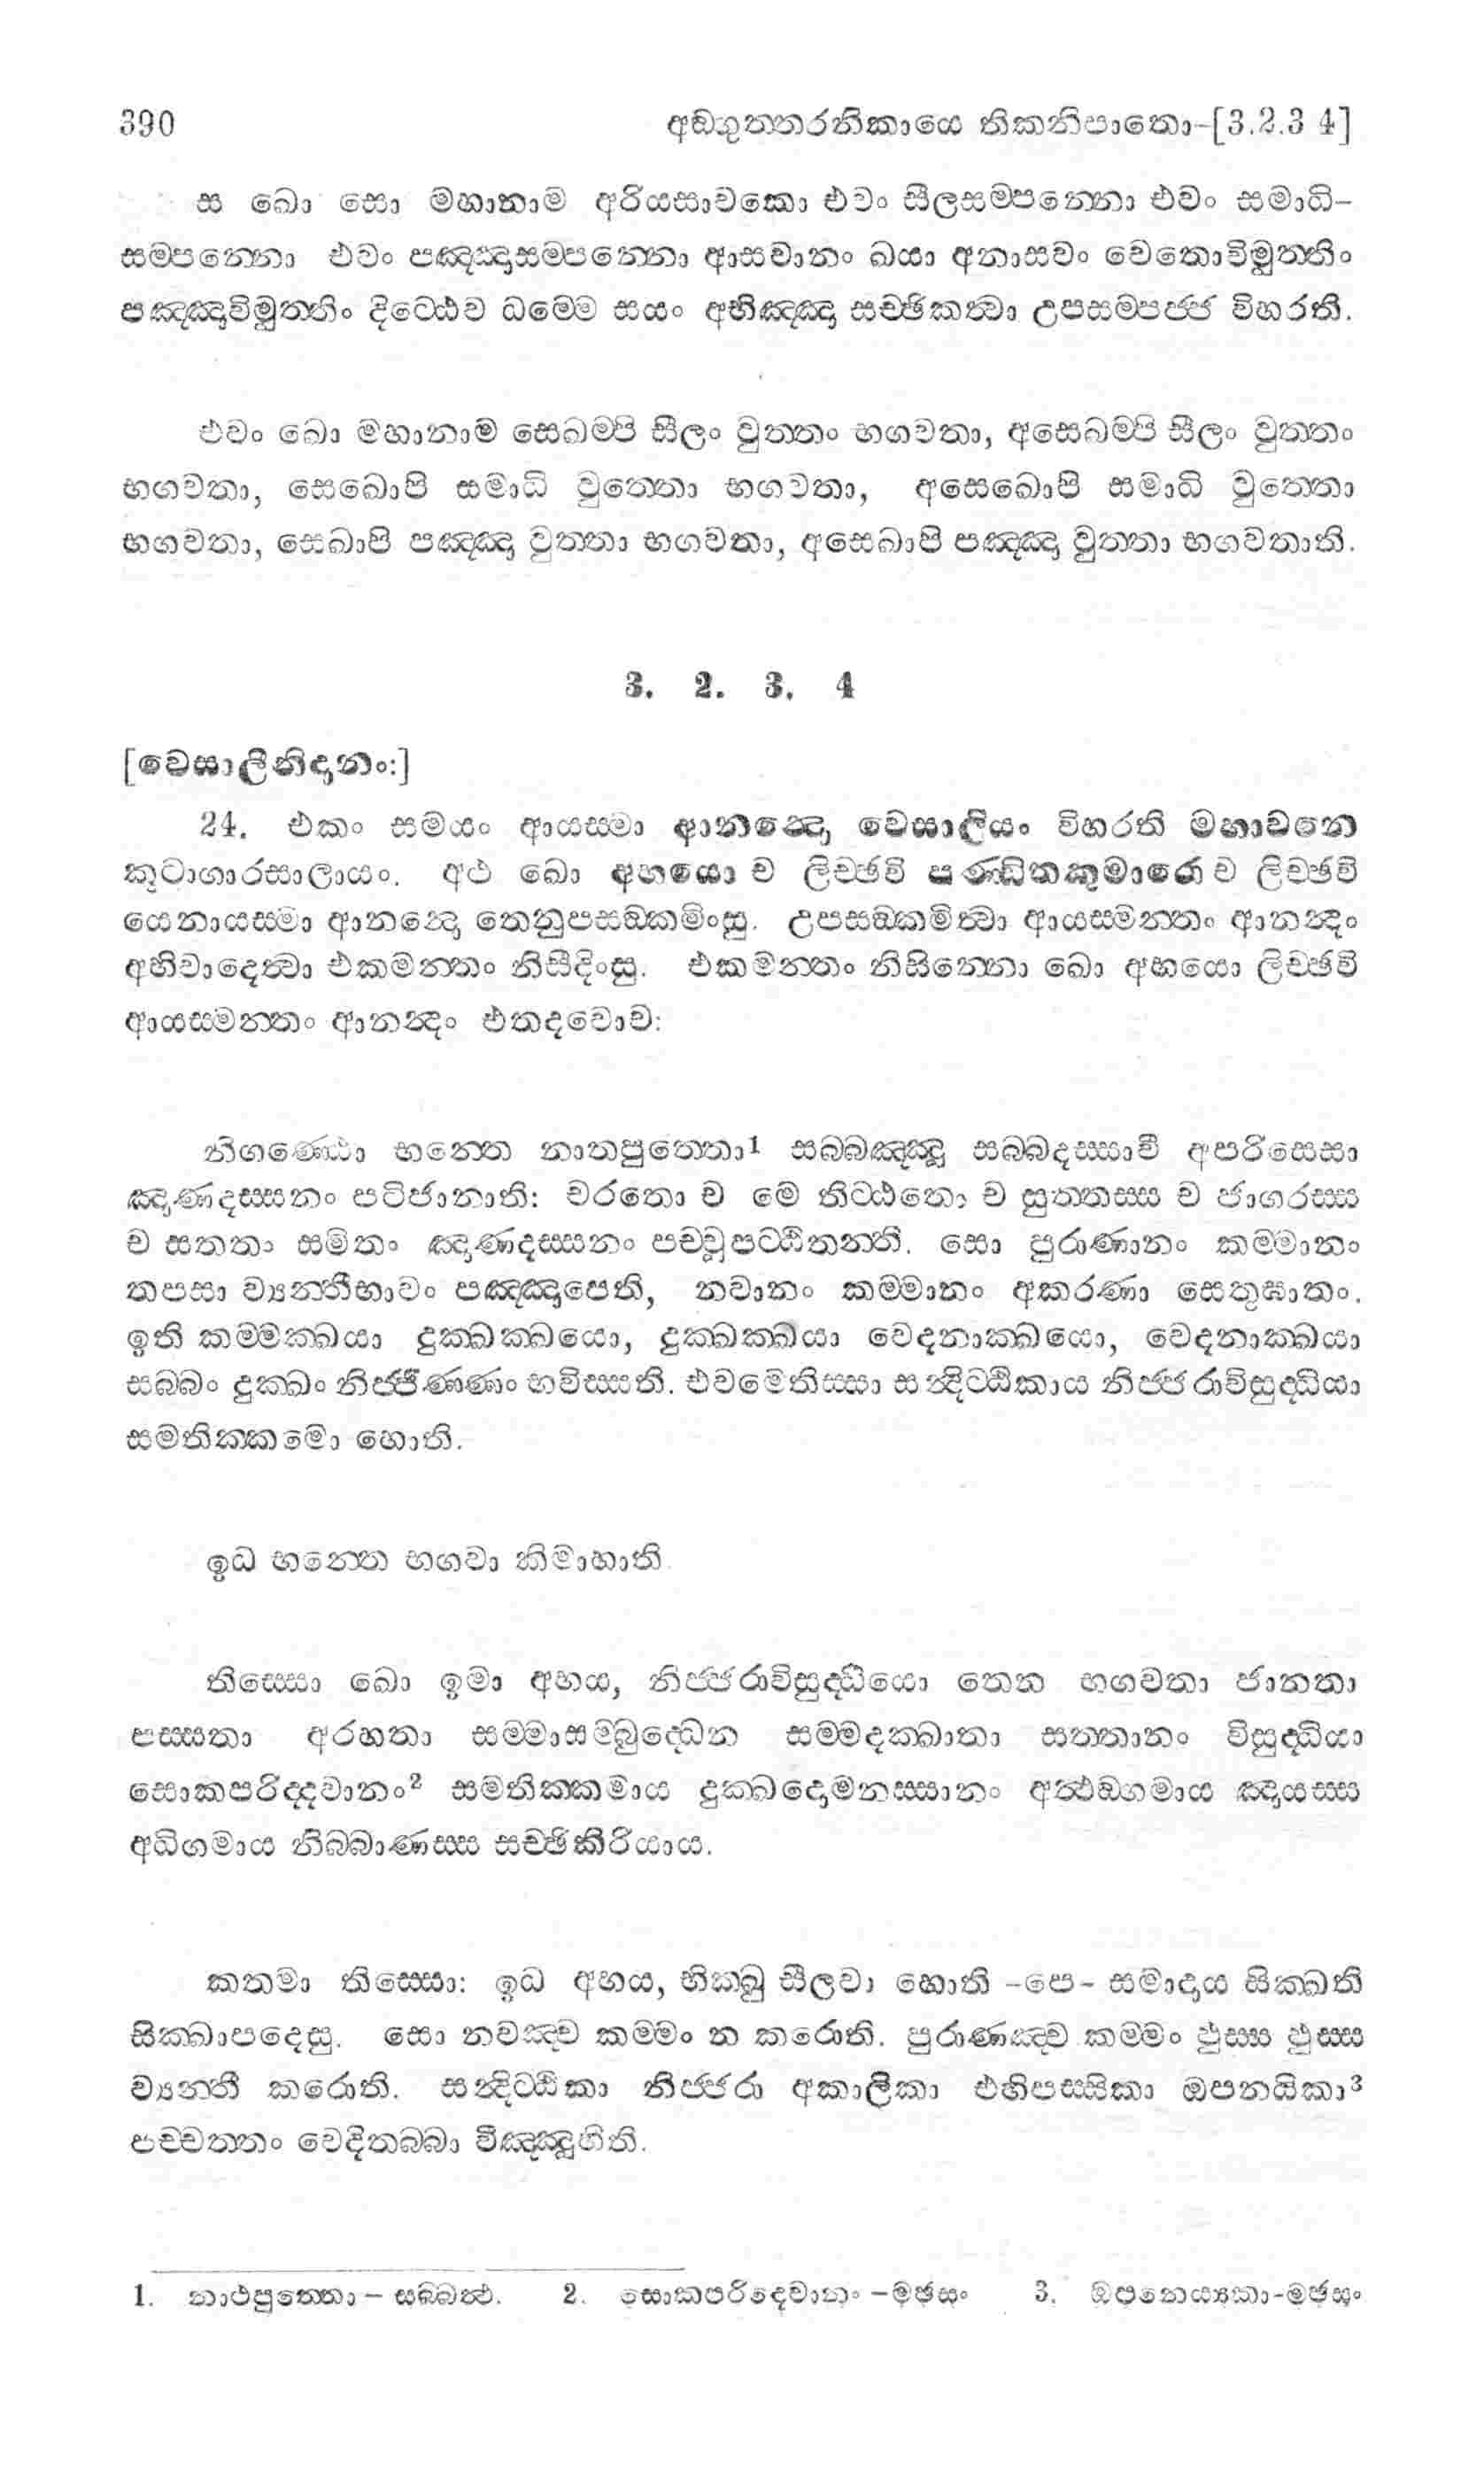 390 අඞ්ගුත්තරනිකායෙ තිකනිපාතො-[3.2.3 4]
ස ඛො සො මහානාම අරියසාවකො එවං සීලසම්පන්නො එවං සමාධි-
සම්පන්නො එවං පඤ්ඤාසම්පන්නො ආසවානං ඛයා අනාසවං චෙතොවිමුත්තිං
පඤ්ඤාවිමුත්තිං දිට්ඨෙව ධම්මෙ සයං අභිඤ්ඤා සච්ඡිකත්වා උපසම්පජ්ජ විහරති.
එවං ඛො මහානාම සෙඛම්පි සීලං වුත්තං භගවතා, අසෙඛම්පි සීලං වුත්තං
භගවතා, සෙඛොපි සමාධි වුත්තො භගවතා, අසෙඛොපි සමාධි වුත්තො
භගවතා, සෙඛාපි පඤ්ඤා වුත්තා භගවතා, අසෙඛාපි පඤ්ඤා වුත්තා භගවතාති.
3. 2. 3. 4
[වෙසාලීනිදානං:]
24. එකං සමයං ආයස්මා ආනන්දො වෙසාලියං විහරති මහාවනෙ
කූටාගාරසාලායං. අථ ඛො අභයො ච ලිච්ඡවි පණ්ඩිතකුමාරො ච ලිච්ඡවි
යෙනායස්මා ආනන්දො තෙනුපසඞ්කමිංසු. උපසඞ්කමිත්වා ආයස්මන්තං ආනන්දං
අභිවාදෙත්වා එකමන්තං නිසීදිංසු. එකමන්තං නිසින්නො ඛො අභයො ලිච්ඡවි
ආයස්මන්තං ආනන්දං එතදවොච:
නිගණ්ඨො භන්තෙ නාතපුත්තො1 සබ්බඤ්ඤූ සබ්බදස්සාවී අපරිසෙසා
ඤාණදස්සනං පටිජානාති: චරතො ච මෙ තිට්ඨතො ච සුත්තස්ස ච ජාගරස්ස
ච සතතා සමිතං ඤාණදස්සනං පච්චුපට්ඨිතන්ති. සො පුරාණානං කම්මානං
තපසා ව්‍යන්තීභාවං පඤ්ඤාපෙති, නවානං කම්මානං අකරණා සෙතුඝාතං.
ඉති කම්මක්ඛයා දුක්ඛක්ඛයො, දුක්ඛක්ඛයා වෙදනාක්ඛයො, වෙදනාක්ඛයා
සබ්බං දුක්ඛං නිජ්ජිණ්ණං භවිස්සති. එවමෙතිස්සා සන්දිට්ඨිකාය නිජ්ජරාවිසුද්ධියා
සමතික්කමො හොති.
ඉධ භන්තෙ භගවා කිමාහාති.
තිස්සො ඛො ඉමා අභය, නිජ්ජරාවිසුද්ධියො තෙන භගවතා ජානතා
පස්සතා අරහතා සම්මාසම්බුද්ධෙන සම්මදක්ඛාතා සත්තානං විසුද්ධියා
සොකපරිද්දවානං2 සමතික්කමාය දුක්ඛදොමනස්සානං අත්ථඞ්ගමාය ඤායස්ස
අධිගමාය නිබ්බාණස්ස සච්ඡිකිරියාය.
කතමා තිස්සො: ඉධ අභය, භික්ඛු සීලවා හොති -පෙ- සමාදාය සික්ඛති
සික්ඛාපදෙසු. සො නවඤ්ච කම්මං න කරොති. පුරාණඤ්ච කම්මං ඵුස්ස ඵුස්ස
ව්‍යන්තී කරොති. සන්දිට්ඨිකා නිජ්ජරා අකාලිකා එහිපස්සිකා ඔපනයිකා3
පච්චත්තං වෙදිතබ්බා විඤ්ඤූහිති.
1. නාථපුත්තො – සබ්බත්ථ. 2. සොකපරිදෙවානං –මඡසං 3. ඔපනෙය්‍යකා-මඡසං